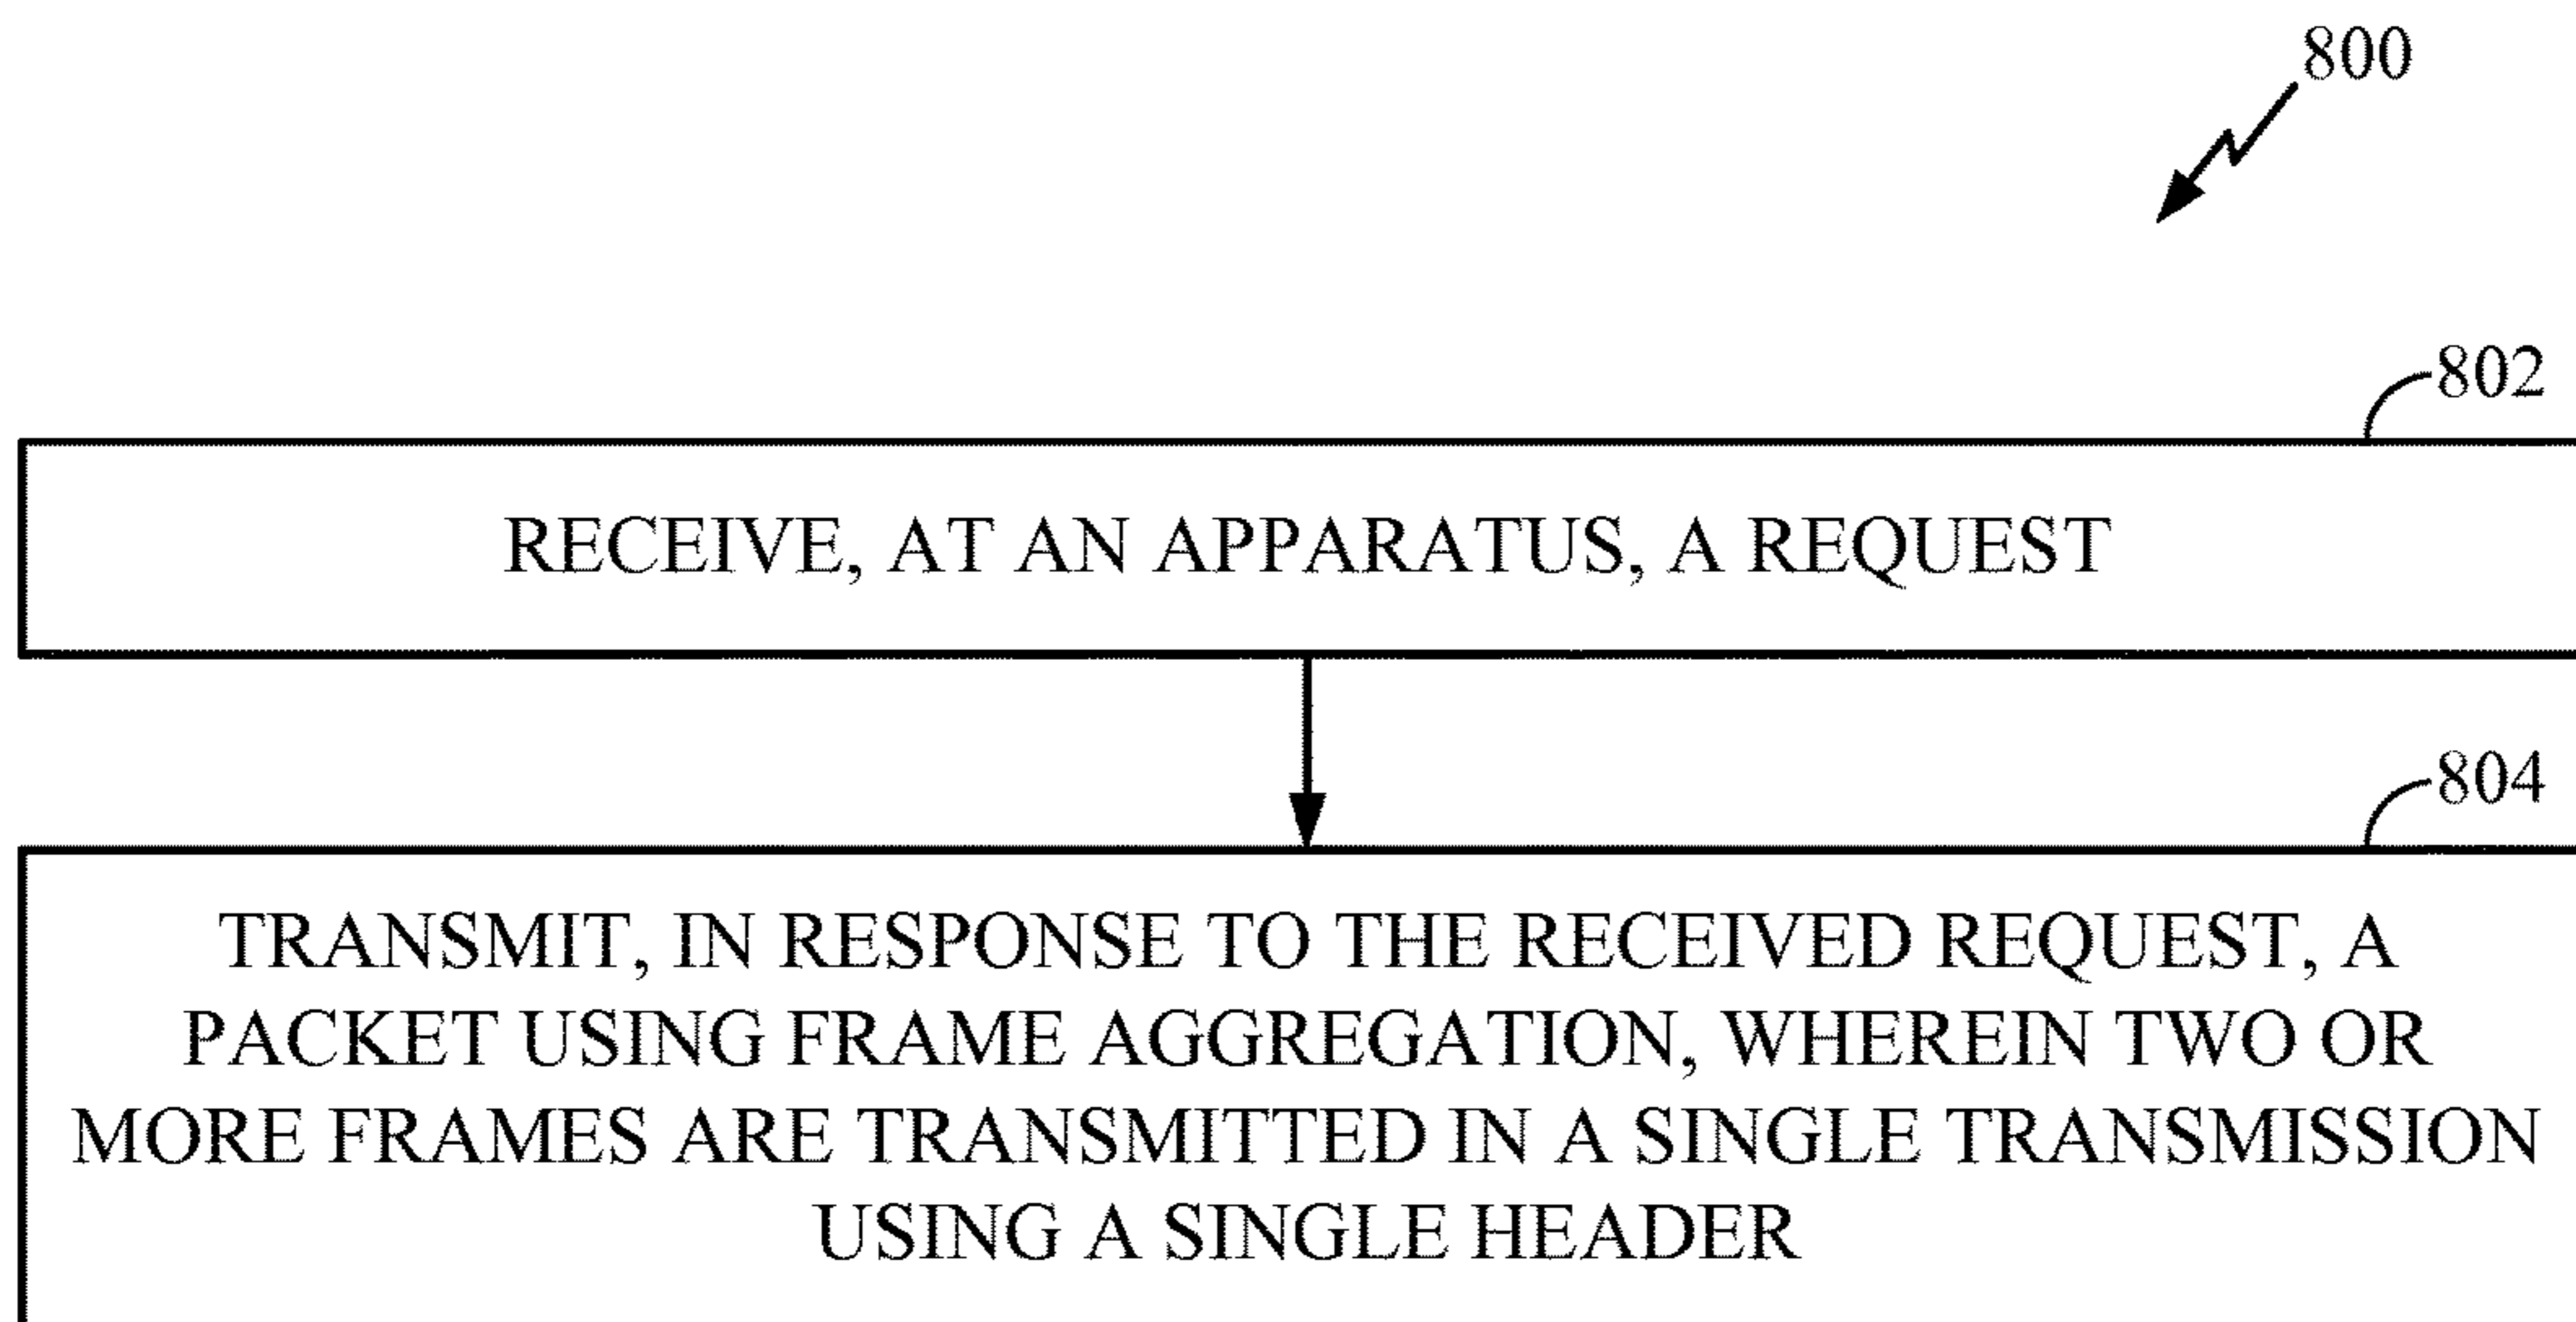 800
802
RECEIVE, AT AN APPARATUS, A REQUEST
804
TRANSMIT, IN RESPONSE TO THE RECEIVED REQUEST, A
PACKET USING FRAME AGGREGATION, WHEREIN TWO OR
MORE FRAMES ARE TRANSMITTED IN A SINGLE TRANSMISSION
USING A SINGLE HEADER